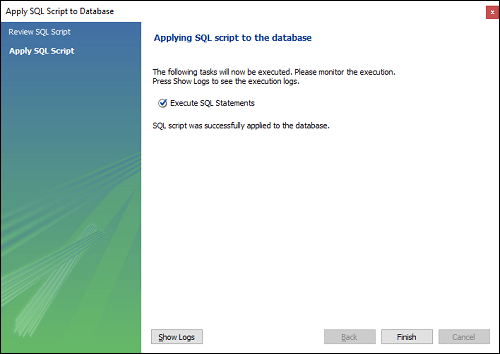 Apply SQL Script to Database
x
Review SQL Script
Apply SQL Script
Applying SQL script to the database
The following tasks will now be executed. Please monitor the execution.
Press Show Logs to see the execution logs.
Execute SQL Statements
SQL script was successfully applied to the database.
Show Logs
Back
Finish
Cancel